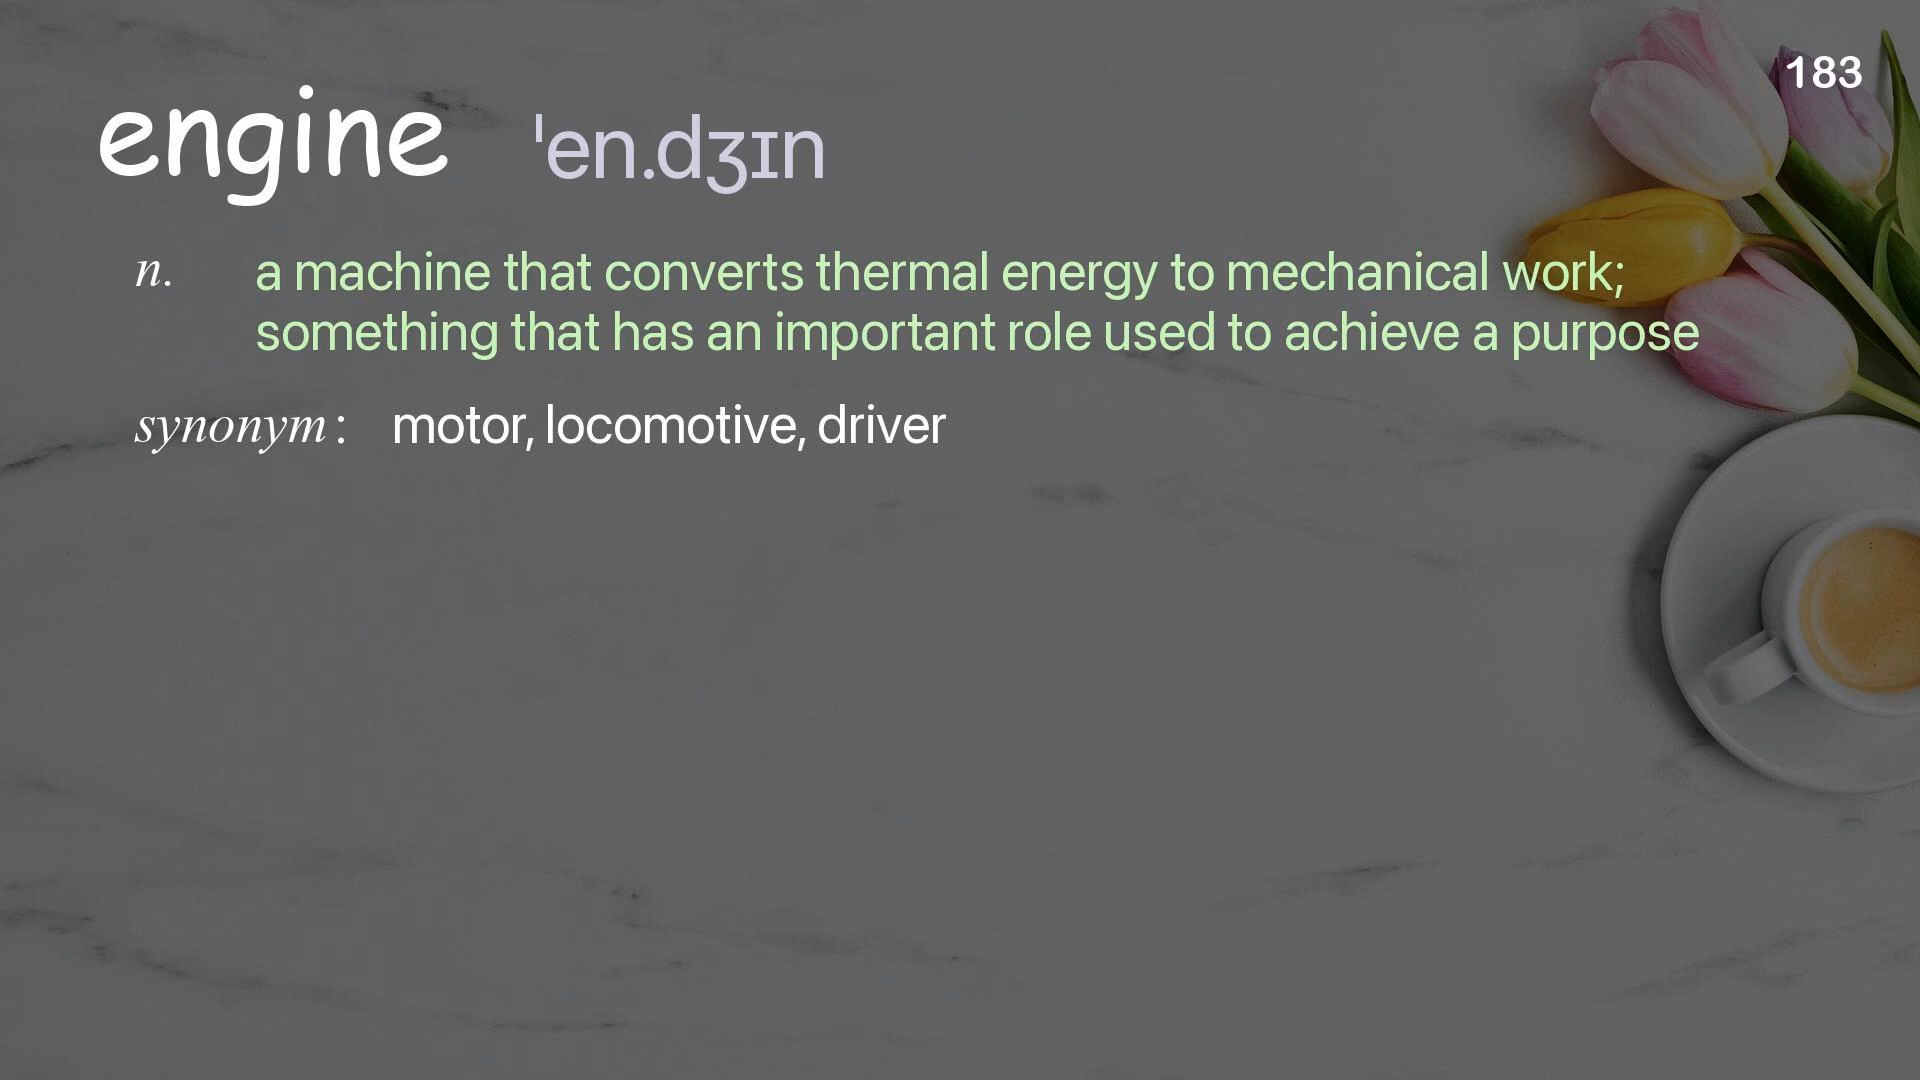 183
engine ˈen.dʒɪn
n. a machine that converts thermal energy to mechanical work;
something that has an important role used to achieve a purpose
synonym: motor, locomotive, driver